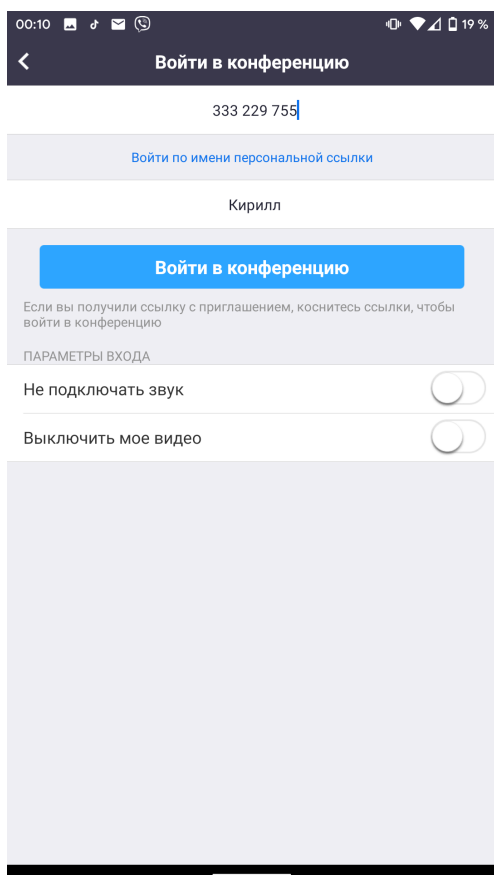 00:10 19 %
Войти в конференцию
333 229 755
Войти по имени персональной ссылки
Кирилл
Войти в конференцию
Если вы получили ссылку с приглашением, коснитесь ссылки, чтобы
войти в конференцию
ПАРАМЕТРЫ ВХОДА
Не подключать звук
Выключить мое видео